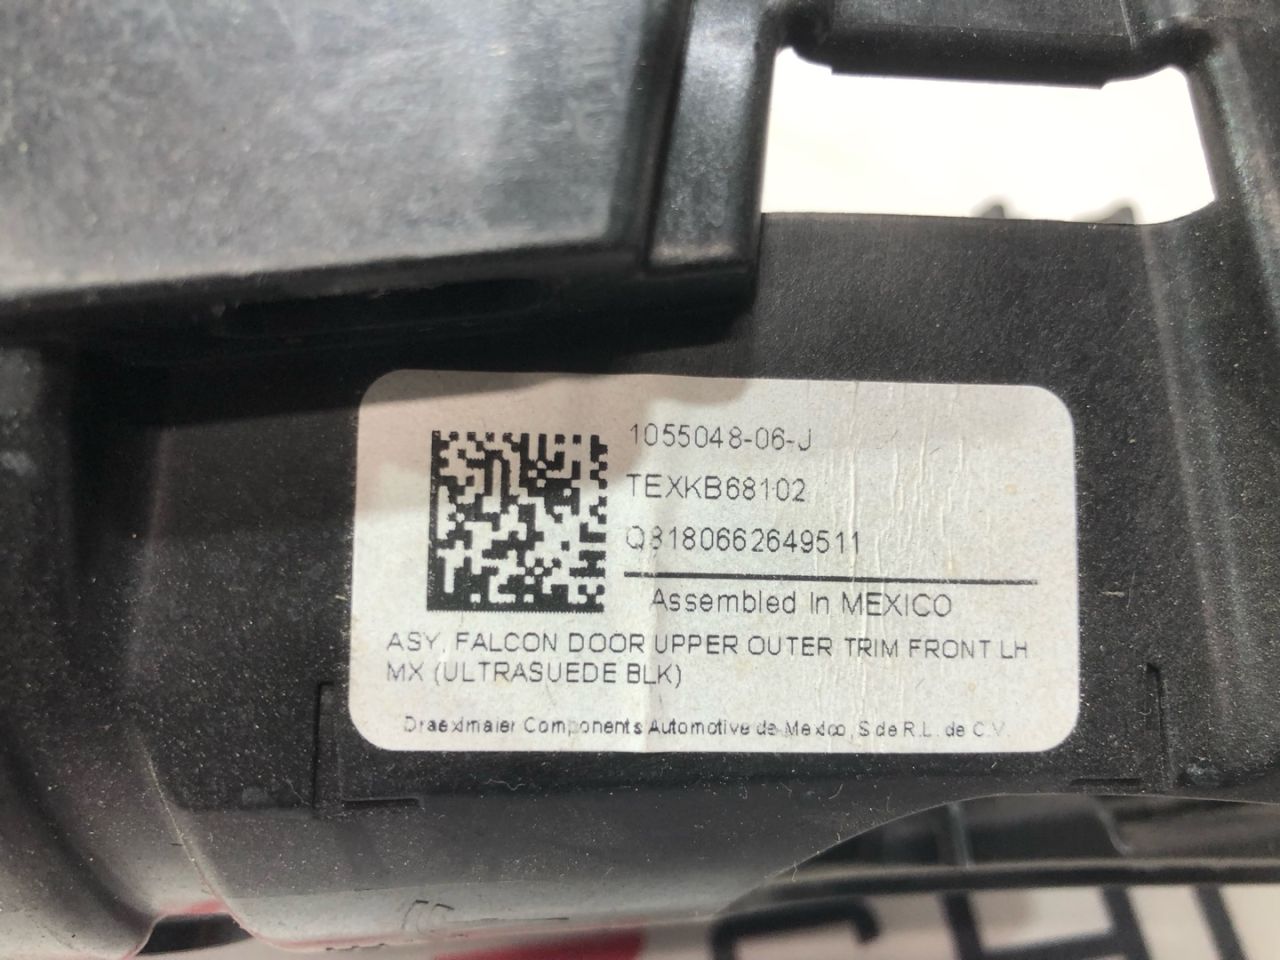 1055048-06-J
TEXKB68102
Q3180662649511
Assembled In MEXICO
ASY, FALCON DOOR UPPER OUTER TRIM FRONT LH
MX (ULTRASUEDE BLK)
Draexlmaier Components Automotive de Mexico, S de R.L. de C.V.